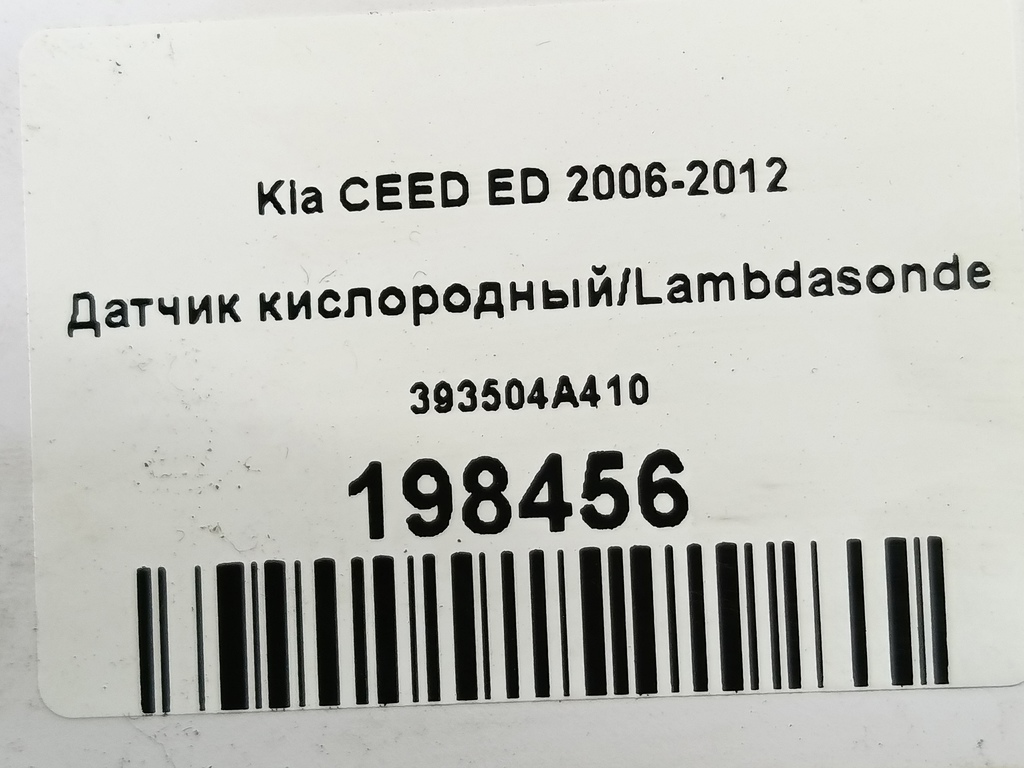 Kia CEED ED 2006-2012
Датчик кислородный/Lambdasonde
393504A410
198456